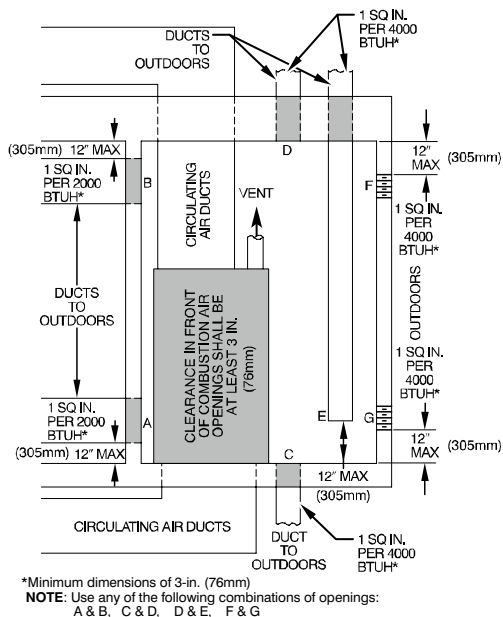 DUCTS
TO
OUTDOORS
1 SQ IN.
PER 4000
BTUH*
D
12" MAX
(305mm)
1 SQ IN.
PER 2000
BTUH*
B
CIRCULATING
AIR DUCTS
VENT
12"
MAX
(305mm)
F
1 SQ IN.
PER
4000
BTUH*
DUCTS
TO
OUTDOORS
CLEARANCE IN FRONT
OF COMBUSTION AIR
OPENINGS SHALL BE
AT LEAST 3 IN.
(76mm)
OUTDOORS
1 SQ IN.
PER
4000
BTUH*
1 SQ IN.
PER 2000
BTUH*
A
E
G
(305mm)
12" MAX
C
12" MAX
(305mm)
12"
MAX
(305mm)
CIRCULATING AIR DUCTS
DUCT
TO
OUTDOORS
1 SQ IN.
PER 4000
BTUH*
*Minimum dimensions of 3-in. (76mm)
NOTE: Use any of the following combinations of openings:
A & B, C & D, D & E, F & G